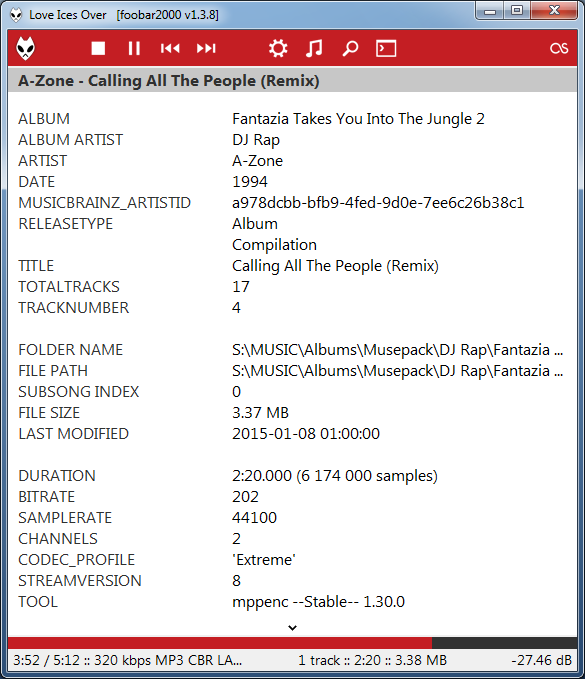 Love Ices Over [foobar2000 v1.3.8]
A-Zone - Calling All The People (Remix)
ALBUM Fantazia Takes You Into The Jungle 2
ALBUM ARTIST DJ Rap
ARTIST A-Zone
DATE 1994
MUSICBRAINZ_ARTISTID a978dcbb-bfb9-4fed-9d0e-7ee6c26b38c1
RELEASETYPE Album
Compilation
TITLE Calling All The People (Remix)
TOTALTRACKS 17
TRACKNUMBER 4
FOLDER NAME S:\MUSIC\Albums\Musepack\DJ Rap\Fantazia ...
FILE PATH S:\MUSIC\Albums\Musepack\DJ Rap\Fantazia ...
SUBSONG INDEX 0
FILE SIZE 3.37 MB
LAST MODIFIED 2015-01-08 01:00:00
DURATION 2:20.000 (6 174 000 samples)
BITRATE 202
SAMPLERATE 44100
CHANNELS 2
CODEC_PROFILE 'Extreme'
STREAMVERSION 8
TOOL mppenc --Stable-- 1.30.0
3:52 / 5:12 :: 320 kbps MP3 CBR LA... 1 track :: 2:20 :: 3.38 MB -27.46 dB